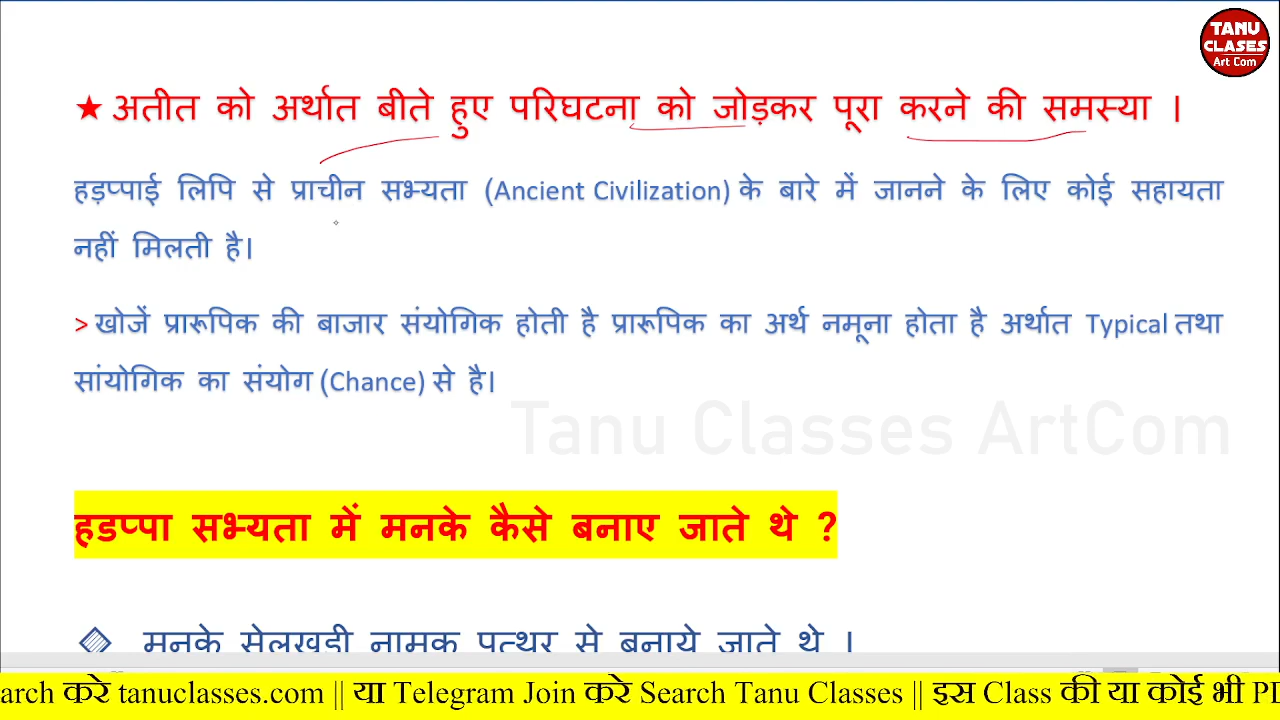 TANU
CLASES
Art Com
★ अतीत को अर्थात बीते हुए परिघटना को जोड़कर पूरा करने की समस्या ।
हड़प्पाई लिपि से प्राचीन सभ्यता (Ancient Civilization) के बारे में जानने के लिए कोई सहायता
नहीं मिलती है।
> खोजें प्रारूपिक की बाजार संयोगिक होती है प्रारूपिक का अर्थ नमूना होता है अर्थात Typical तथा
सांयोगिक का संयोग (Chance) से है।
Tanu Classes ArtCom
हडप्पा सभ्यता में मनके कैसे बनाए जाते थे ?
मनके सेलखड़ी नामक पत्थर से बनाये जाते थे ।
arch करे tanuclasses.com || या Telegram Join करे Search Tanu Classes || इस Class की या कोई भी PD